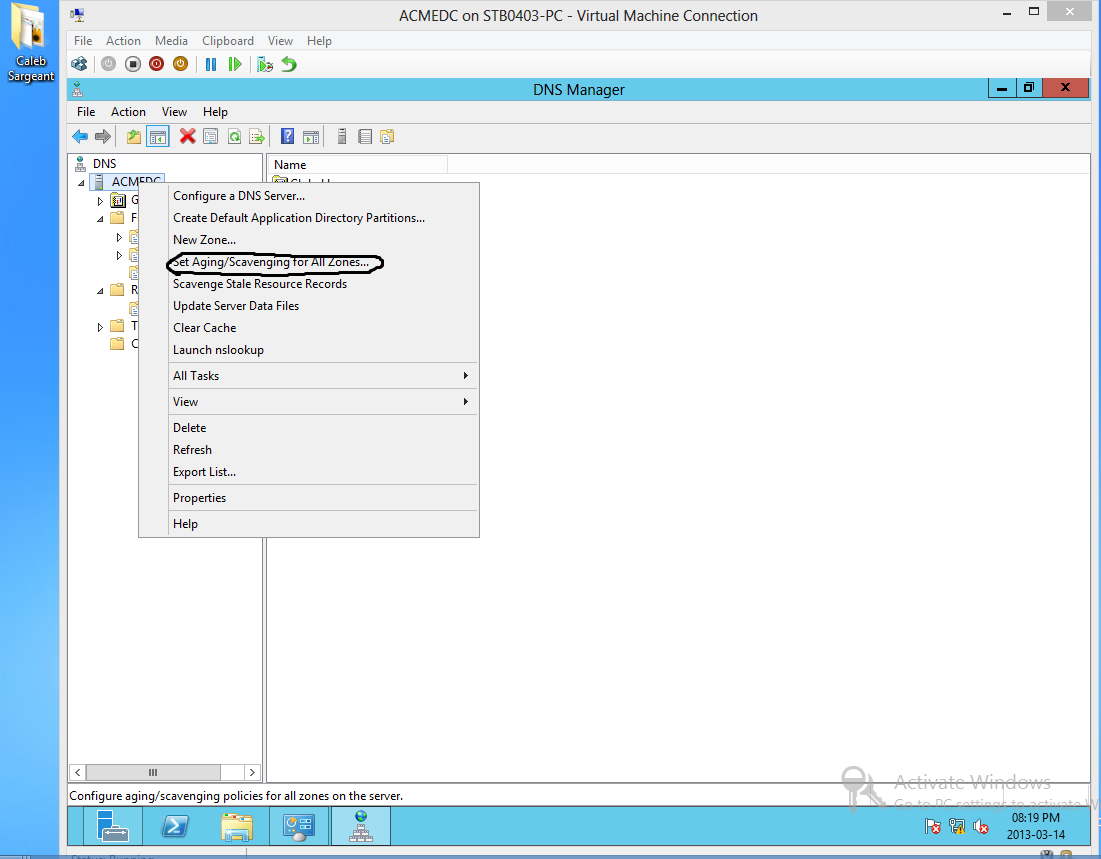 ACMEDC on STB0403-PC - Virtual Machine Connection
Caleb
Sargeant
File Action Media Clipboard View Help
DNS Manager
File Action View Help
DNS
ACMEDC
G
F
R
T
C
Name
Configure a DNS Server...
Create Default Application Directory Partitions...
New Zone...
Set Aging/Scavenging for All Zones...
Scavenge Stale Resource Records
Update Server Data Files
Clear Cache
Launch nslookup
All Tasks
View
Delete
Refresh
Export List...
Properties
Help
Activate Windows
Go to PC settings to activate W
Configure aging/scavenging policies for all zones on the server.
08:19 PM
2013-03-14